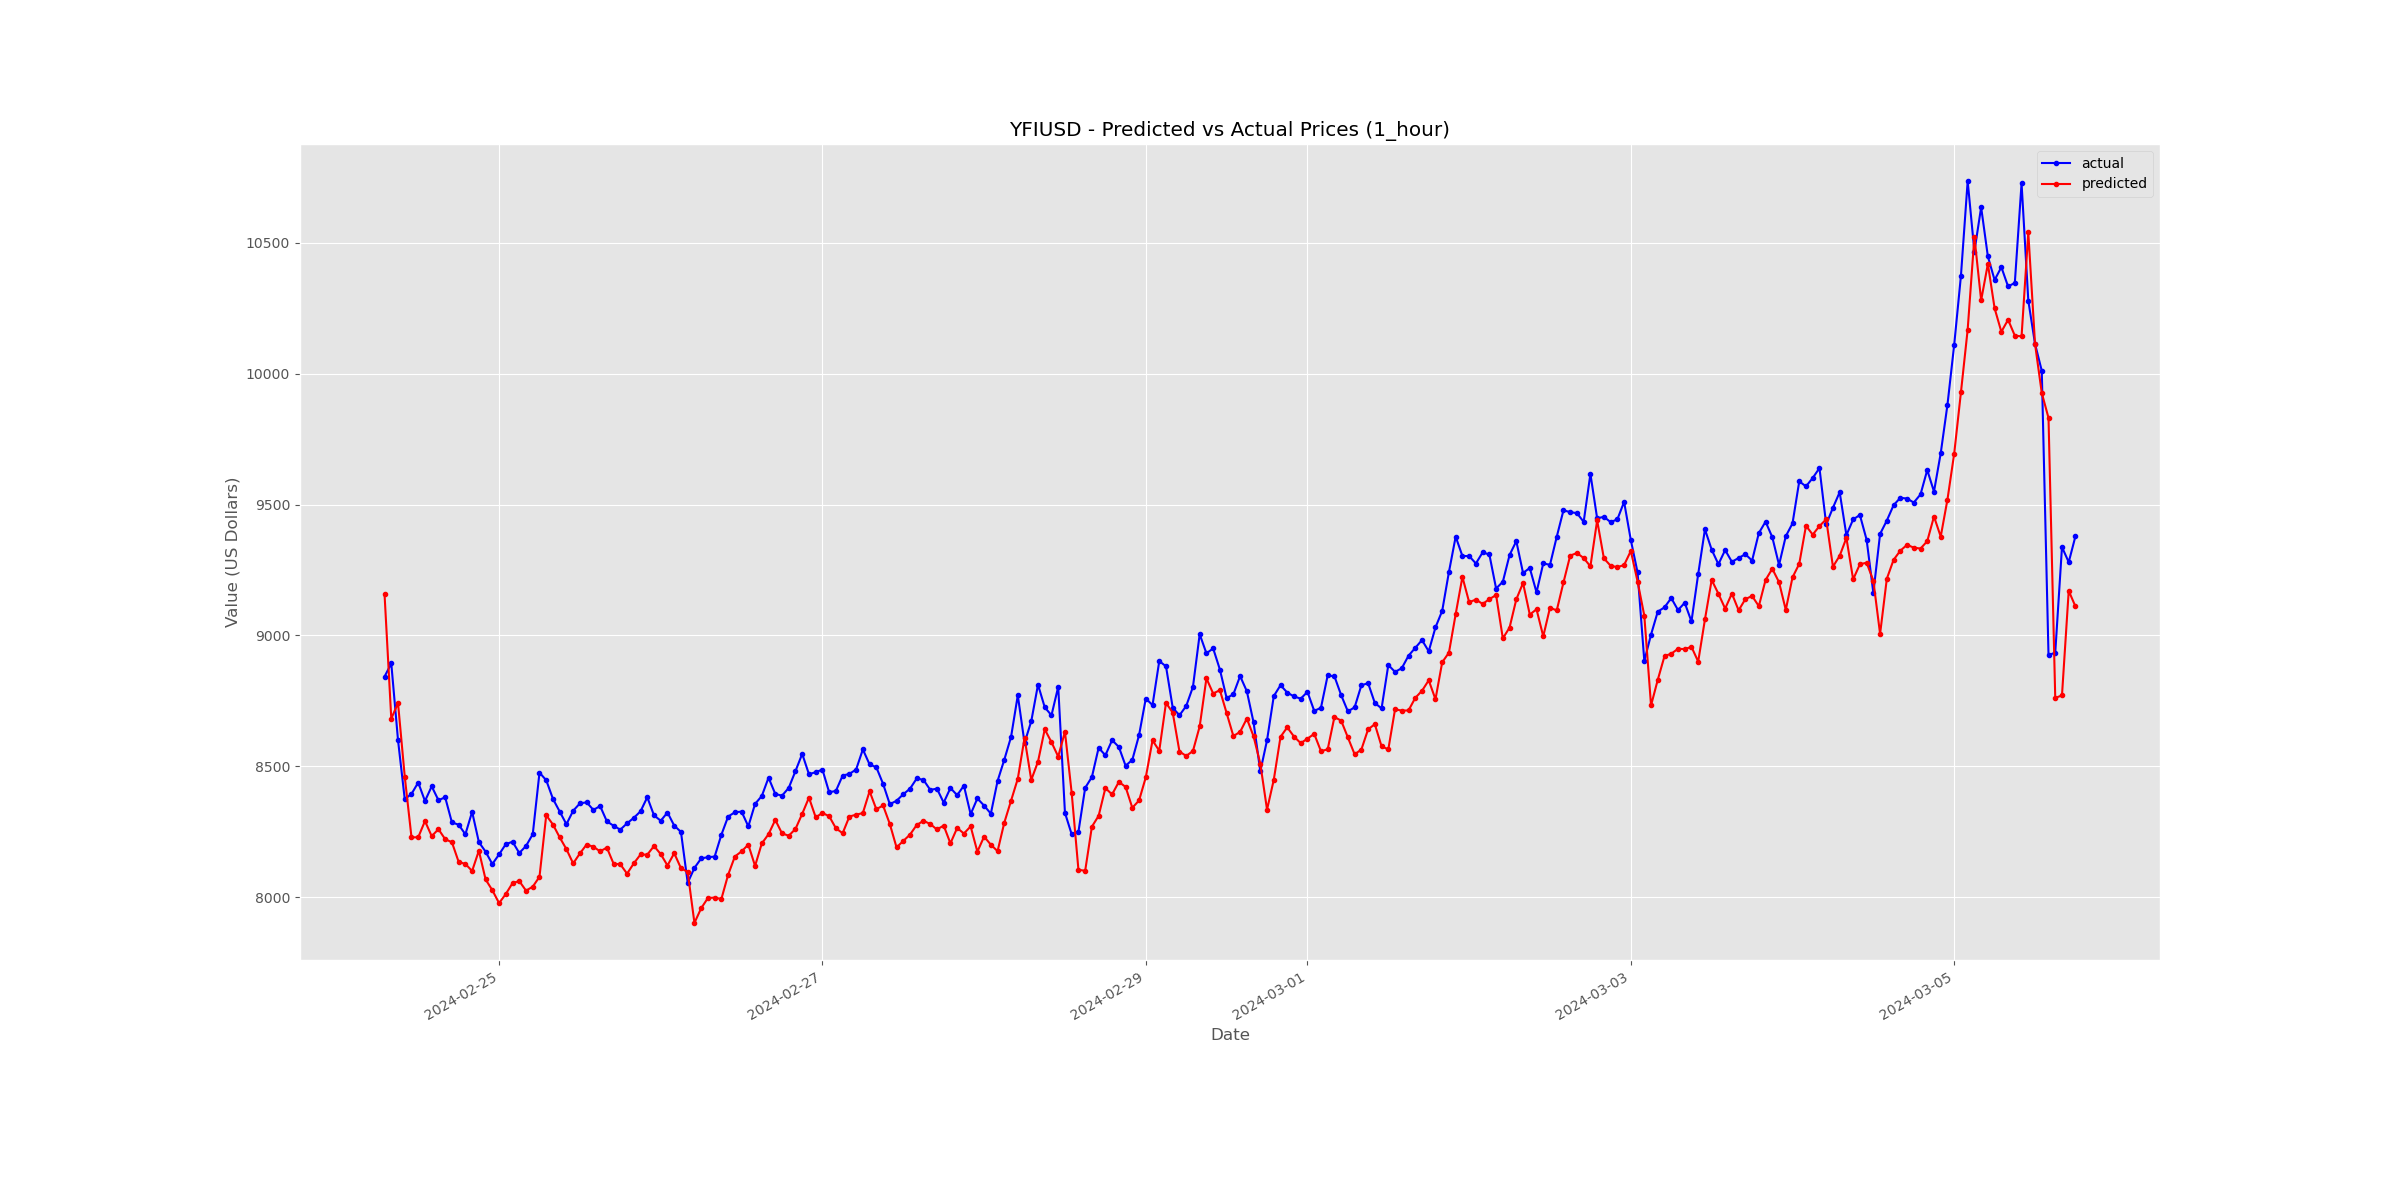 YFIUSD - Predicted vs Actual Prices (1_hour)
actual
predicted
Value (US Dollars)
10500
10000
9500
9000
8500
8000
2024-02-25
2024-02-27
2024-02-29
2024-03-01
2024-03-03
2024-03-05
Date